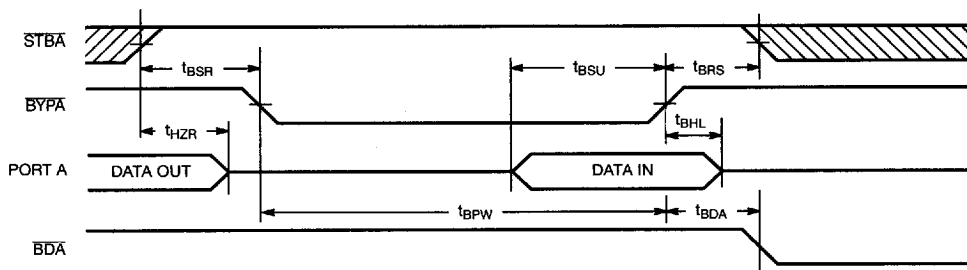 STBA
tBSR
tBSU
tBRS
BYPA
tHZR
tBHL
PORT A
DATA OUT
DATA IN
tBPW
tBDA
BDA